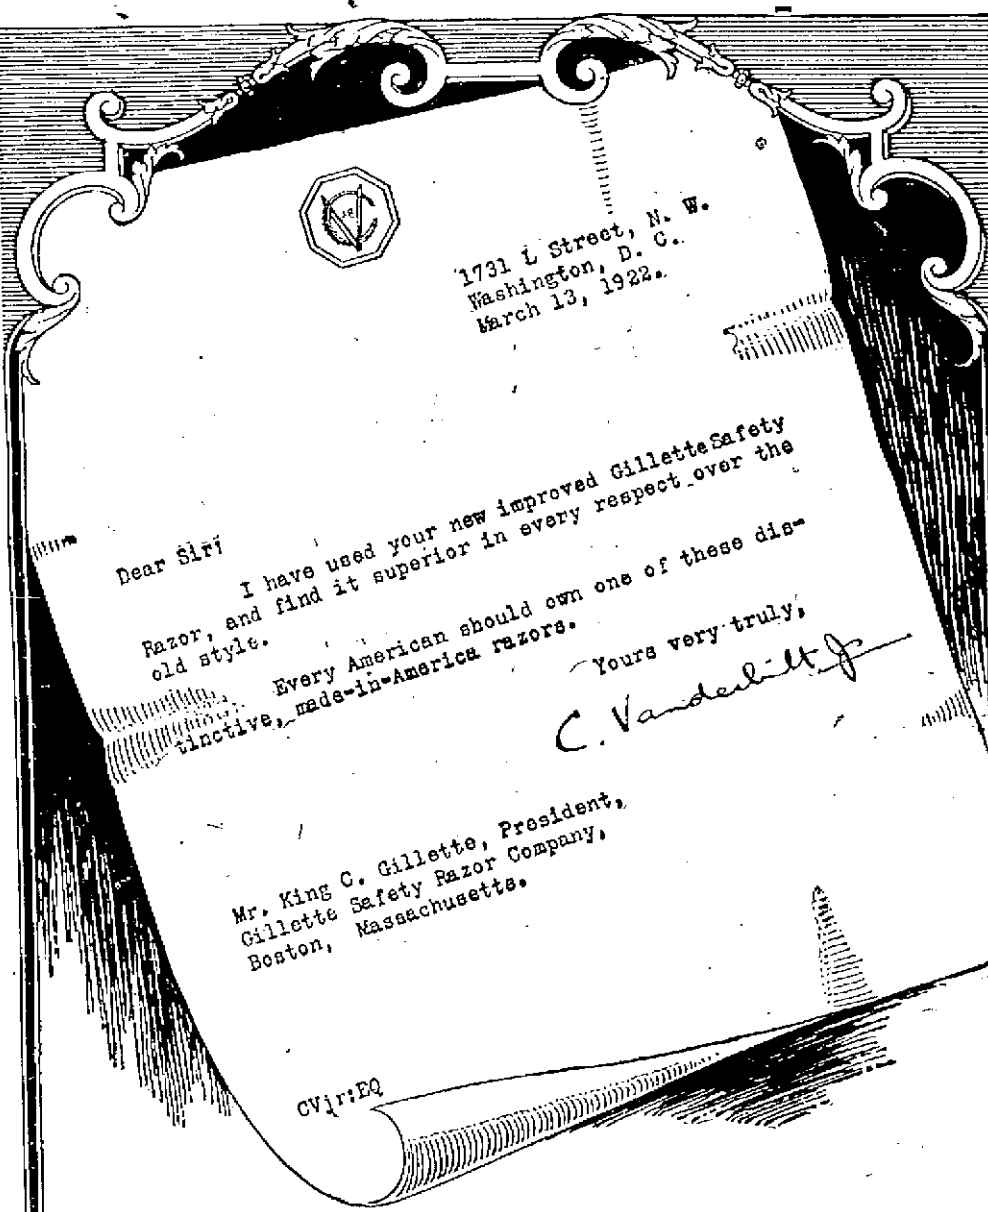 1731 L Street, N. W.
Washington, D. C.
March 13, 1922.
Dear Sir:
I have used your new improved Gillette Safety
Razor, and find it superior in every respect over the
old style.
Every American should own one of these dis-
tinctive, made-in-America razors.
Yours very truly,
C. Vanderbilt Jr
Mr. King C. Gillette, President,
Gillette Safety Razor Company,
Boston, Massachusetts.
CVjr:EQ